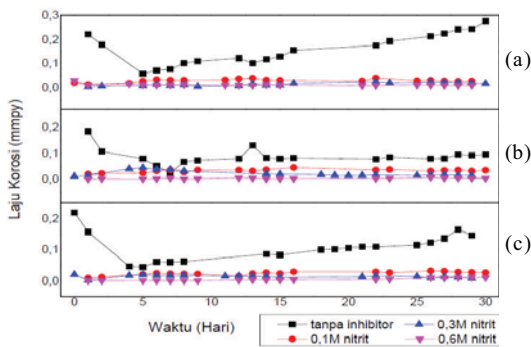 0,3
0,2
0,1
0,0
(a)
0,2
0,1
0,0
(b)
0,2
0,1
0,0
(c)
Laju Korosi (mmpy)
0 5 10 15 20 25 30
Waktu (Hari)
tanpa inhibitor
0,1M nitrit
0,3M nitrit
0,6M nitrit